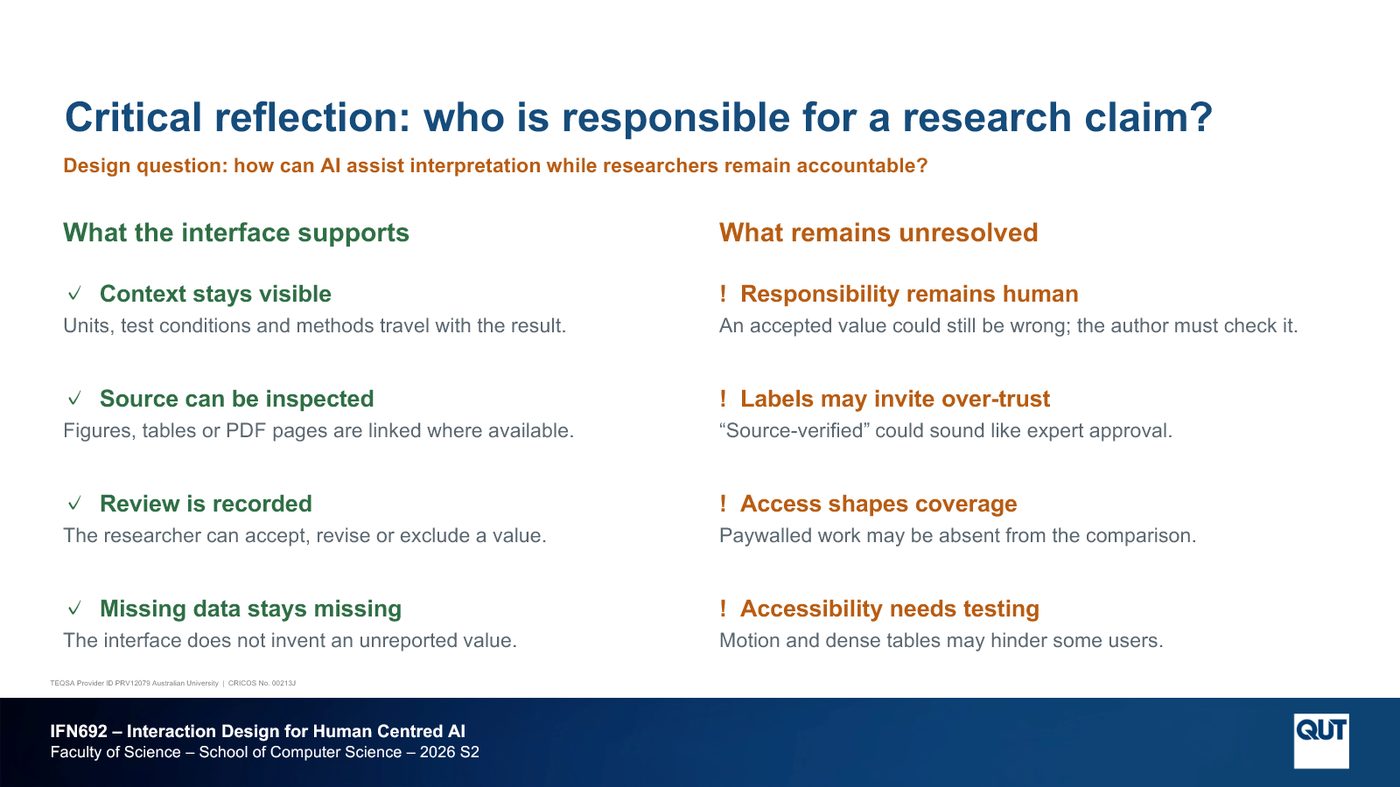 Critical reflection: who is responsible for a research claim?
Design question: how can AI assist interpretation while researchers remain accountable?
What the interface supports
✓ Context stays visible
Units, test conditions and methods travel with the result.
✓ Source can be inspected
Figures, tables or PDF pages are linked where available.
✓ Review is recorded
The researcher can accept, revise or exclude a value.
✓ Missing data stays missing
The interface does not invent an unreported value.
What remains unresolved
! Responsibility remains human
An accepted value could still be wrong; the author must check it.
! Labels may invite over-trust
“Source-verified” could sound like expert approval.
! Access shapes coverage
Paywalled work may be absent from the comparison.
! Accessibility needs testing
Motion and dense tables may hinder some users.
TEQSA Provider ID PRV12079 Australian University | CRICOS No. 00213J
IFN692 – Interaction Design for Human Centred AI
Faculty of Science – School of Computer Science – 2026 S2
QUT